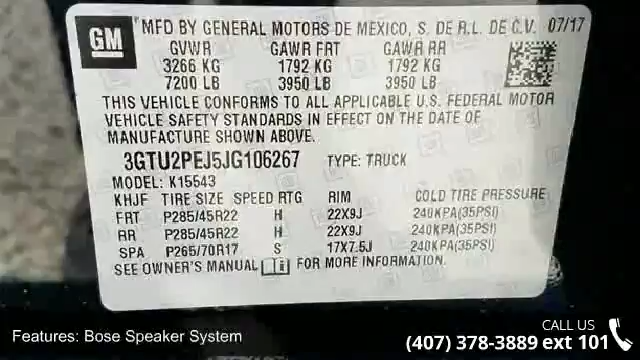 GM
MFD BY GENERAL MOTORS DE MEXICO, S. DE R.L. DE C.V. 07/17
GVWR GAWR FRT GAWR RR
3266 KG 1792 KG 1792 KG
7200 LB 3950 LB 3950 LB
THIS VEHICLE CONFORMS TO ALL APPLICABLE U.S. FEDERAL MOTOR
VEHICLE SAFETY STANDARDS IN EFFECT ON THE DATE OF
MANUFACTURE SHOWN ABOVE.
3GTU2PEJ5JG106267 TYPE: TRUCK
MODEL: K15543
KHJF TIRE SIZE SPEED RTG RIM COLD TIRE PRESSURE
FRT P285/45R22 H 22X9J 240KPA(35PSI)
RR P285/45R22 H 22X9J 240KPA(35PSI)
SPA P265/70R17 S 17X7.5J 240KPA(35PSI)
SEE OWNER'S MANUAL FOR MORE INFORMATION.
Features: Bose Speaker System
CALL US
(407) 378-3889 ext 101